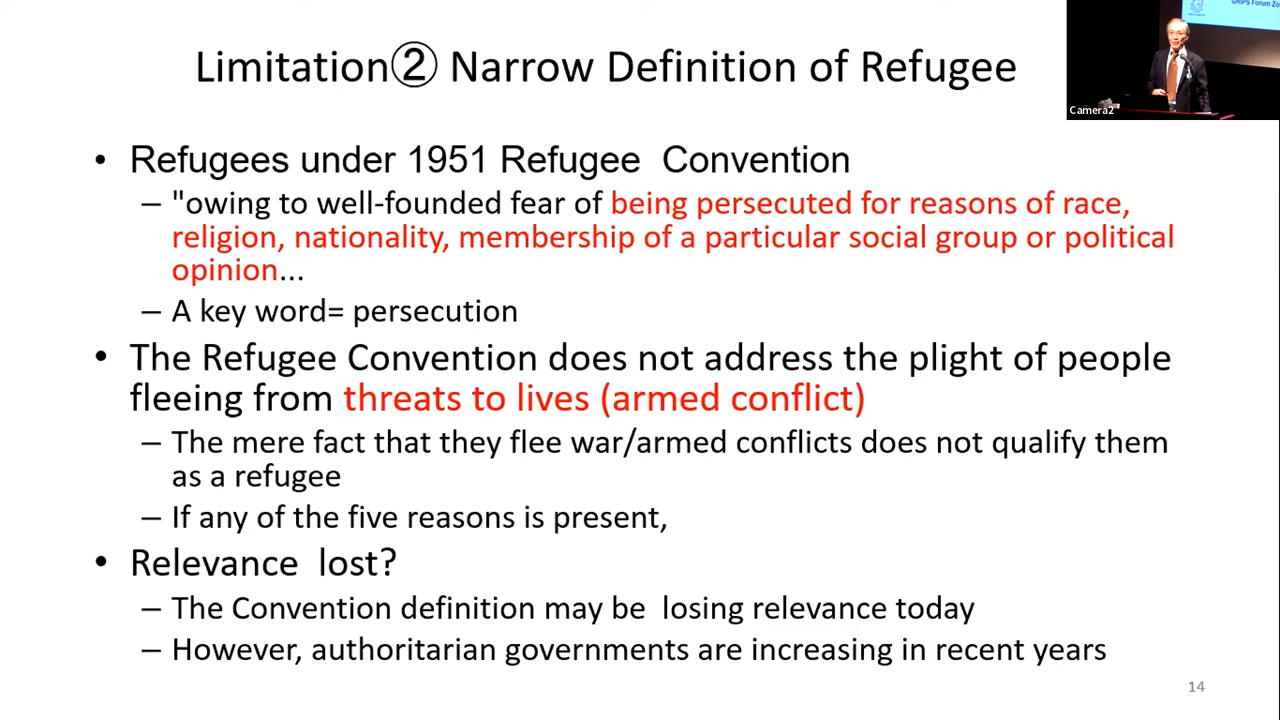 GRIPS Forum
Limitation② Narrow Definition of Refugee
Camera2
• Refugees under 1951 Refugee Convention
– "owing to well-founded fear of being persecuted for reasons of race,
religion, nationality, membership of a particular social group or political
opinion...
– A key word= persecution
• The Refugee Convention does not address the plight of people
fleeing from threats to lives (armed conflict)
– The mere fact that they flee war/armed conflicts does not qualify them
as a refugee
– If any of the five reasons is present,
• Relevance lost?
– The Convention definition may be losing relevance today
– However, authoritarian governments are increasing in recent years
14